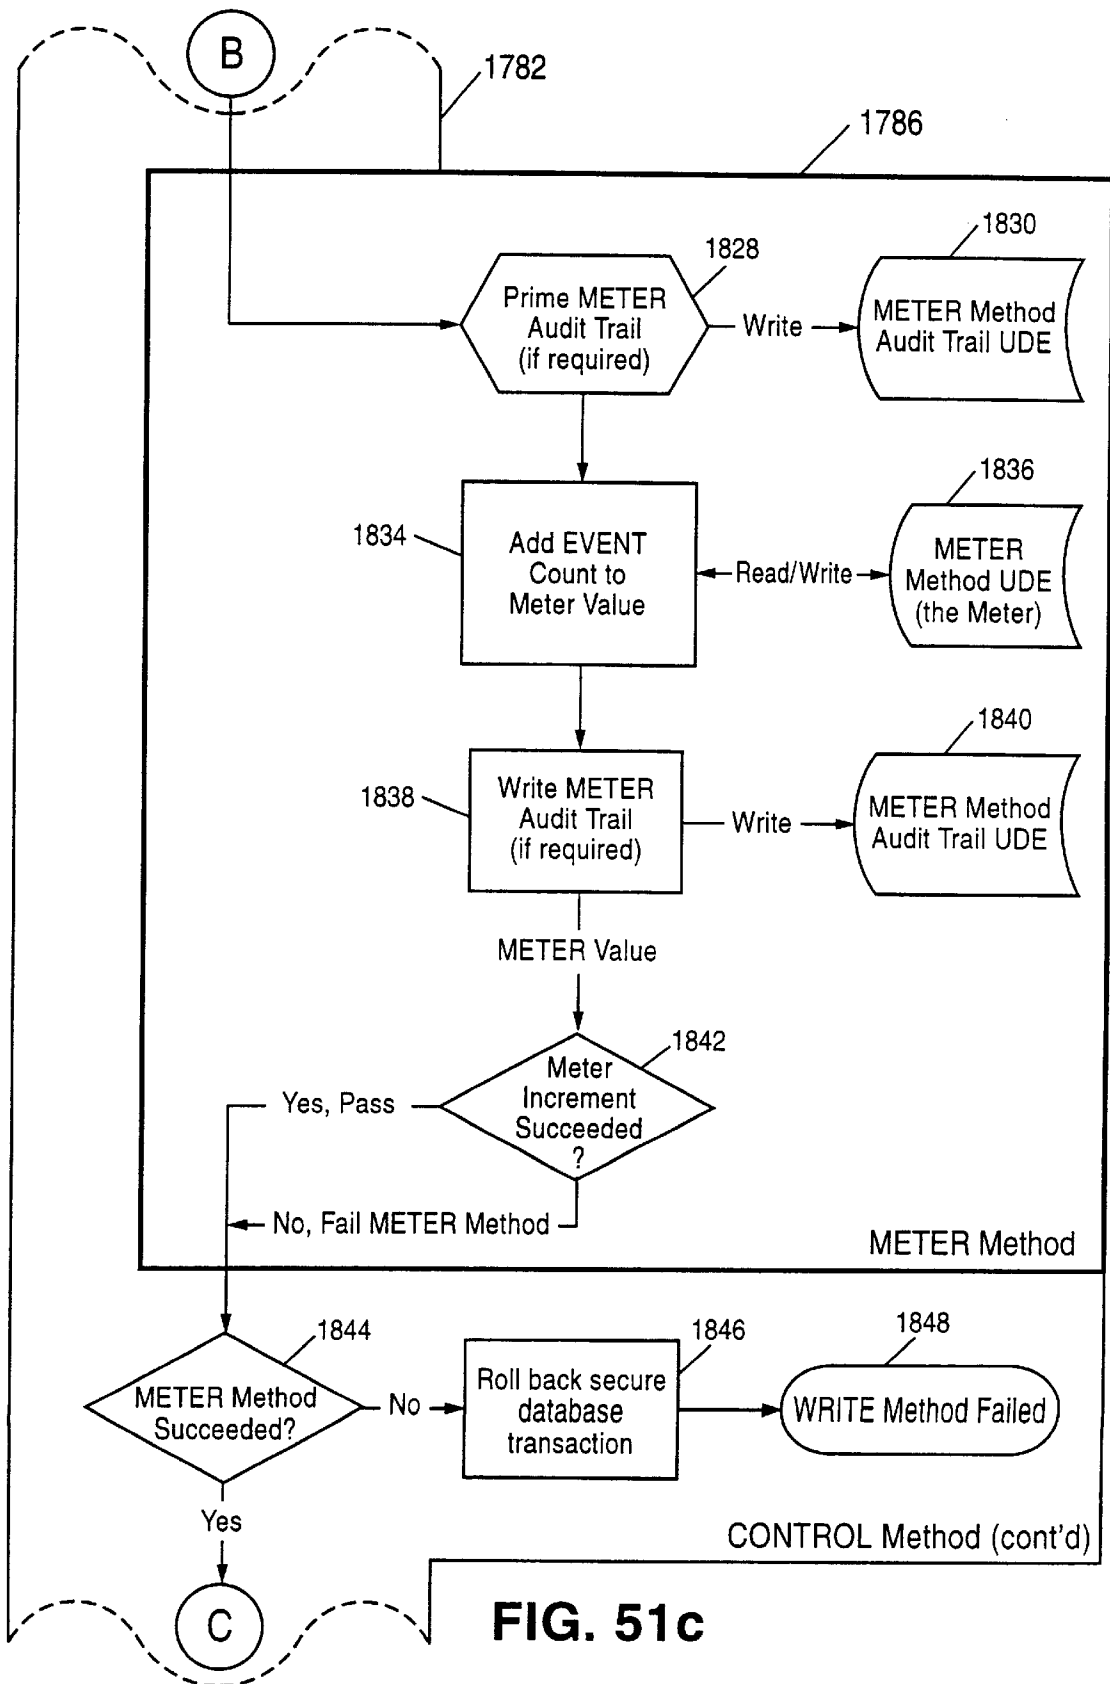 B
1782
1786
1828
1830
Prime METER
Audit Trail
(if required)
Write
METER Method
Audit Trail UDE
1834
1836
Add EVENT
Count to
Meter Value
Read/Write
METER
Method UDE
(the Meter)
1838
1840
Write METER
Audit Trail
(if required)
Write
METER Method
Audit Trail UDE
METER Value
1842
Meter
Increment
Succeeded
?
Yes, Pass
No, Fail METER Method
METER Method
1844
1846
1848
METER Method
Succeeded?
No
Roll back secure
database
transaction
WRITE Method Failed
Yes
CONTROL Method (cont'd)
C
FIG. 51c